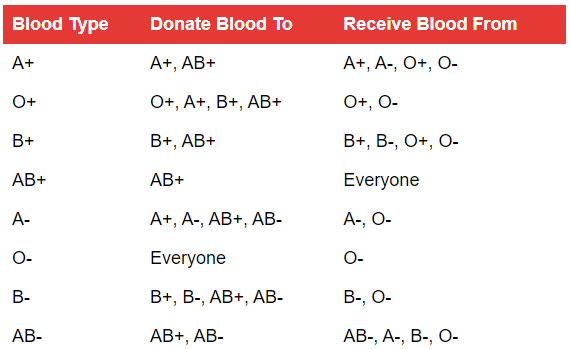 Blood Type Donate Blood To Receive Blood From
A+ A+, AB+ A+, A-, O+, O-
O+ O+, A+, B+, AB+ O+, O-
B+ B+, AB+ B+, B-, O+, O-
AB+ AB+ Everyone
A- A+, A-, AB+, AB- A-, O-
O- Everyone O-
B- B+, B-, AB+, AB- B-, O-
AB- AB+, AB- AB-, A-, B-, O-